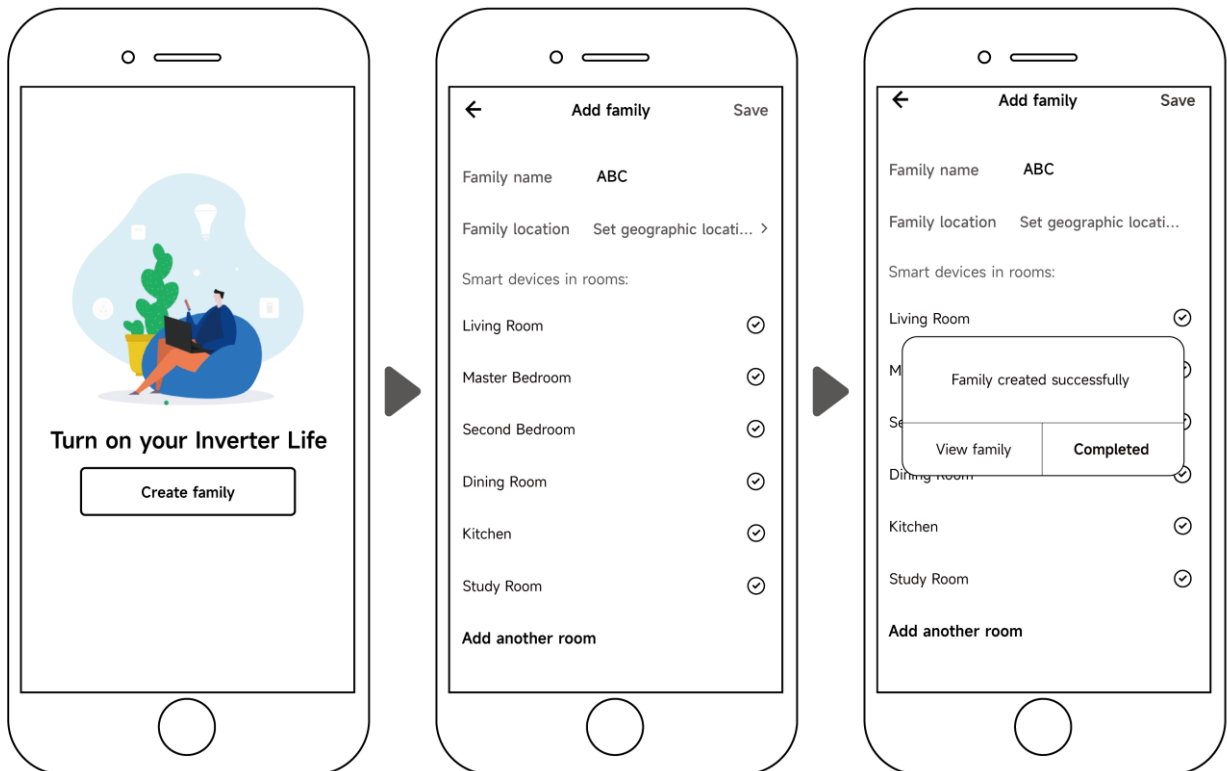 Turn on your Inverter Life
Create family
Add family Save
Family name ABC
Family location Set geographic locati... >
Smart devices in rooms:
Living Room
Master Bedroom
Second Bedroom
Dining Room
Kitchen
Study Room
Add another room
Add family Save
Family name ABC
Family location Set geographic locati...
Smart devices in rooms:
Living Room
M
Family created successfully
Se
View family Completed
Dining Room
Kitchen
Study Room
Add another room